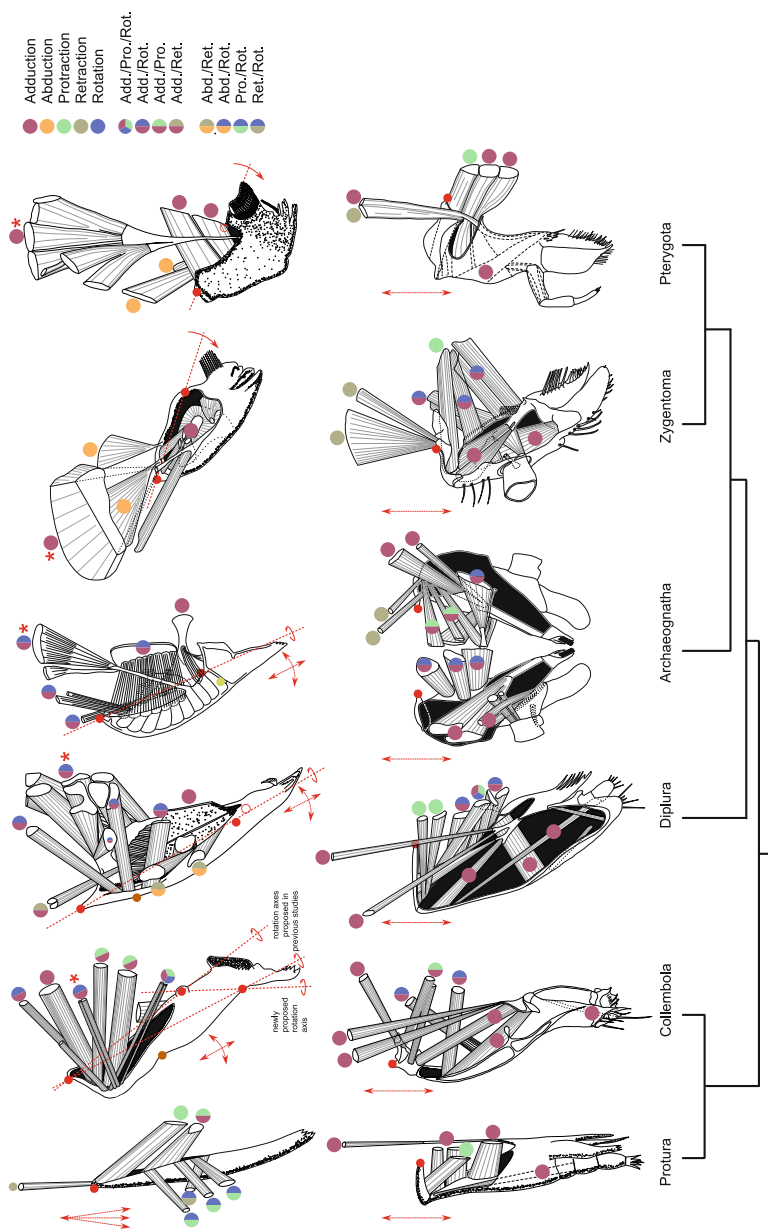 Adduction
Abduction
Protraction
Retraction
Rotation
Add./Pro./Rot.
Add./Rot.
Add./Pro.
Add./Ret.
Abd./Ret.
Abd./Rot.
Pro./Rot.
Ret./Rot.
*
*
*
*
*
rotation axes
proposed in
previous studies
newly
proposed
rotation
axis
Protura
Collembola
Diplura
Archaeognatha
Zygentoma
Pterygota